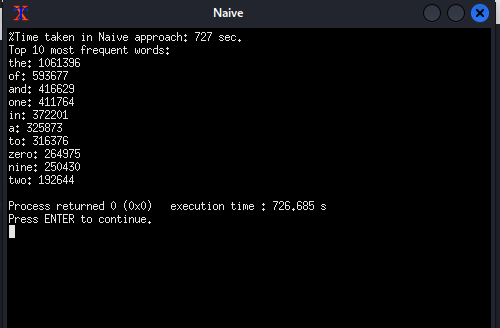 Naive
%Time taken in Naive approach: 727 sec.
Top 10 most frequent words:
the: 1061396
of: 593677
and: 416629
one: 411764
in: 372201
a: 325873
to: 316376
zero: 264975
nine: 250430
two: 192644
Process returned 0 (0x0)   execution time : 726.685 s
Press ENTER to continue.